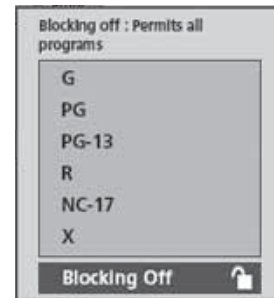 Blocking off : Permits all
programs
G
PG
PG-13
R
NC-17
X
Blocking Off